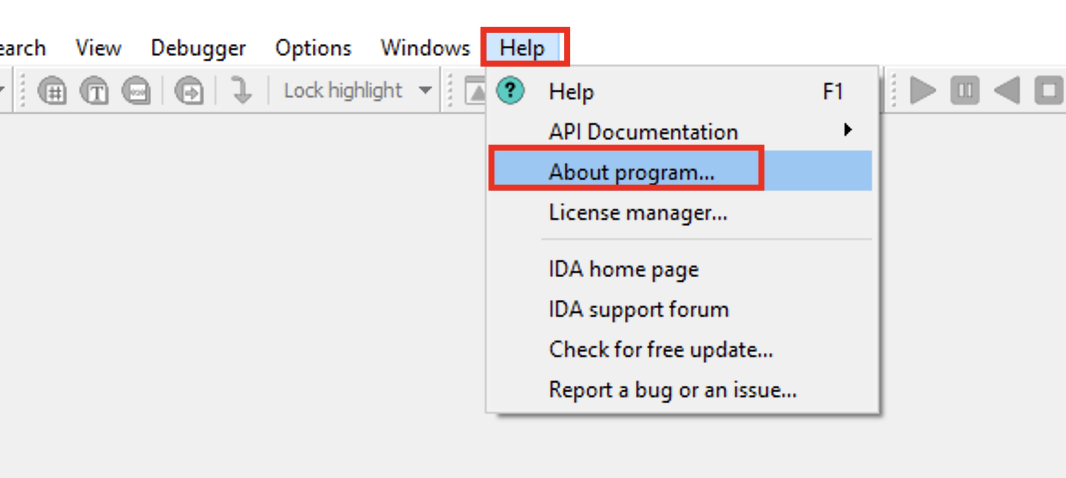 earch View Debugger Options Windows Help
Lock highlight
? Help F1
API Documentation
About program...
License manager...
IDA home page
IDA support forum
Check for free update...
Report a bug or an issue...